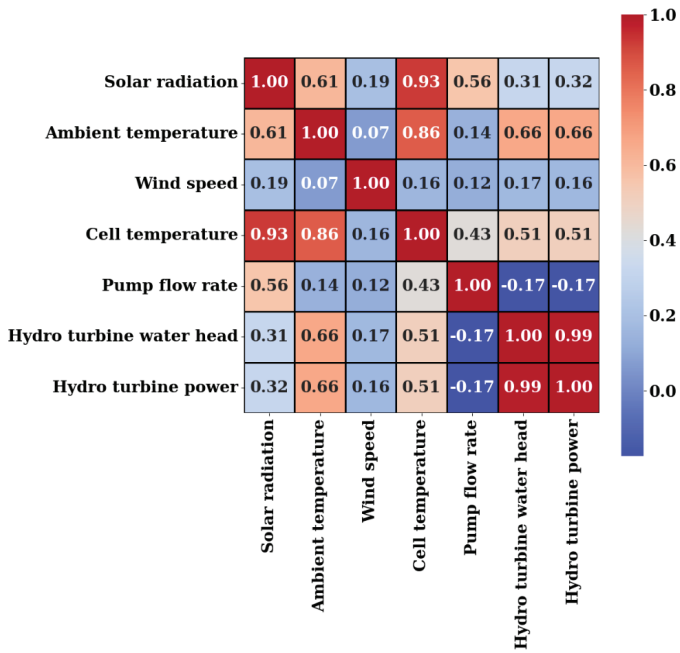 1.0
Solar radiation 1.00 0.61 0.19 0.93 0.56 0.31 0.32
0.8
Ambient temperature 0.61 1.00 0.07 0.86 0.14 0.66 0.66
Wind speed 0.19 0.07 1.00 0.16 0.12 0.17 0.16
0.6
Cell temperature 0.93 0.86 0.16 1.00 0.43 0.51 0.51
0.4
Pump flow rate 0.56 0.14 0.12 0.43 1.00 -0.17 -0.17
0.2
Hydro turbine water head 0.31 0.66 0.17 0.51 -0.17 1.00 0.99
Hydro turbine power 0.32 0.66 0.16 0.51 -0.17 0.99 1.00
0.0
Solar radiation
Ambient temperature
Wind speed
Cell temperature
Pump flow rate
Hydro turbine water head
Hydro turbine power